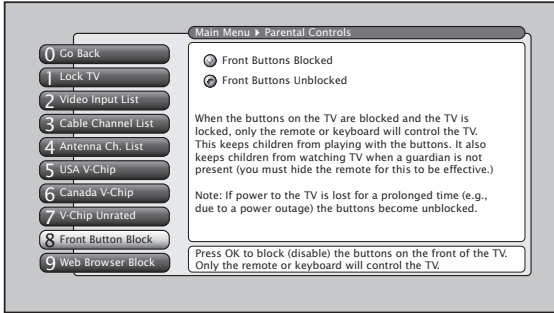 Main Menu ▶ Parental Controls
0 Go Back
1 Lock TV
2 Video Input List
3 Cable Channel List
4 Antenna Ch. List
5 USA V-Chip
6 Canada V-Chip
7 V-Chip Unrated
8 Front Button Block
9 Web Browser Block
Front Buttons Blocked
Front Buttons Unblocked
When the buttons on the TV are blocked and the TV is
locked, only the remote or keyboard will control the TV.
This keeps children from playing with the buttons. It also
keeps children from watching TV when a guardian is not
present (you must hide the remote for this to be effective.)
Note: If power to the TV is lost for a prolonged time (e.g.,
due to a power outage) the buttons become unblocked.
Press OK to block (disable) the buttons on the front of the TV.
Only the remote or keyboard will control the TV.